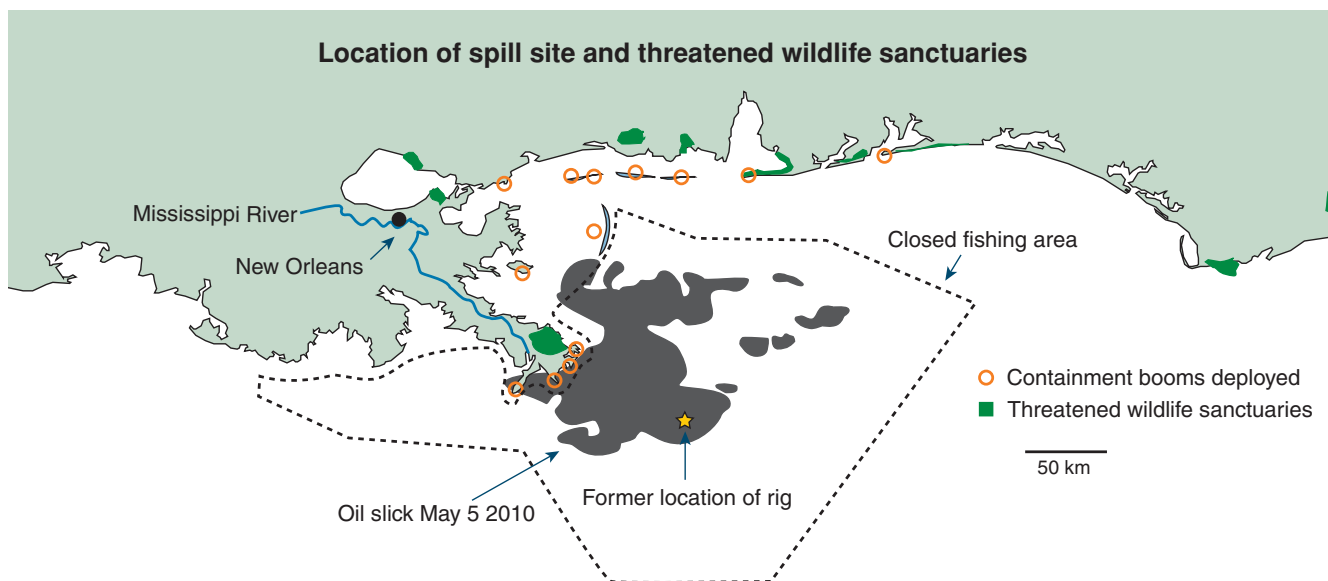 Location of spill site and threatened wildlife sanctuaries
Mississippi River
New Orleans
Closed fishing area
Containment booms deployed
Threatened wildlife sanctuaries
50 km
Former location of rig
Oil slick May 5 2010